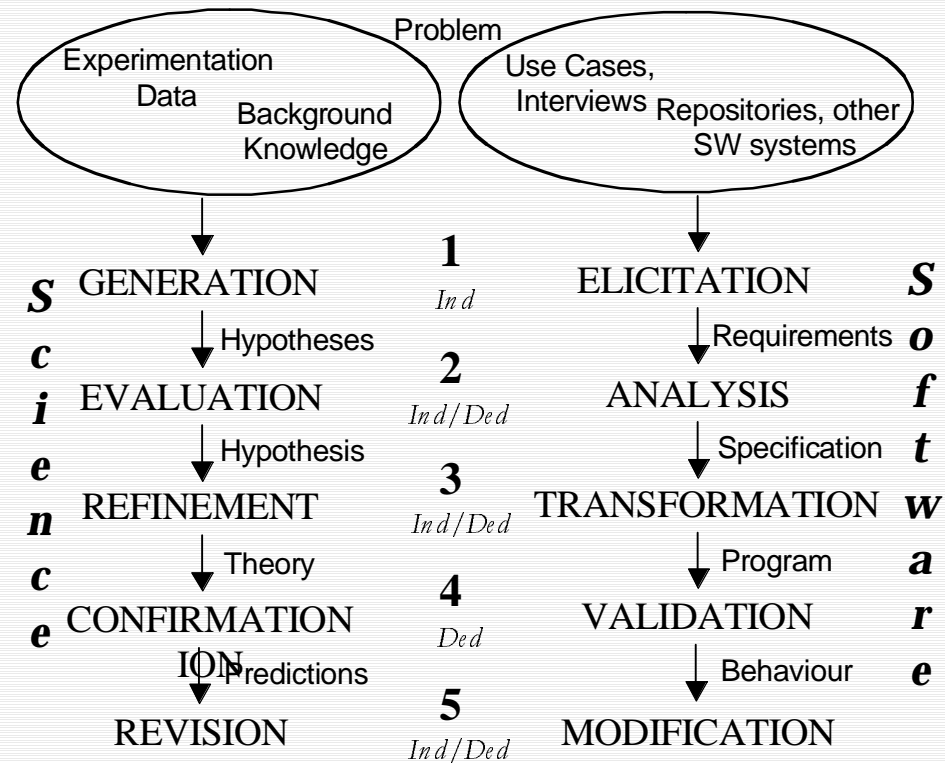 Problem
Experimentation
Data
Background
Knowledge
Use Cases,
Interviews
Repositories, other
SW systems
Science
GENERATION
Hypotheses
EVALUATION
Hypothesis
REFINEMENT
Theory
CONFIRMATION
ION
Predictions
REVISION
1
Ind
2
Ind/Ded
3
Ind/Ded
4
Ded
5
Ind/Ded
ELICITATION
Requirements
ANALYSIS
Specification
TRANSFORMATION
Program
VALIDATION
Behaviour
MODIFICATION
Software